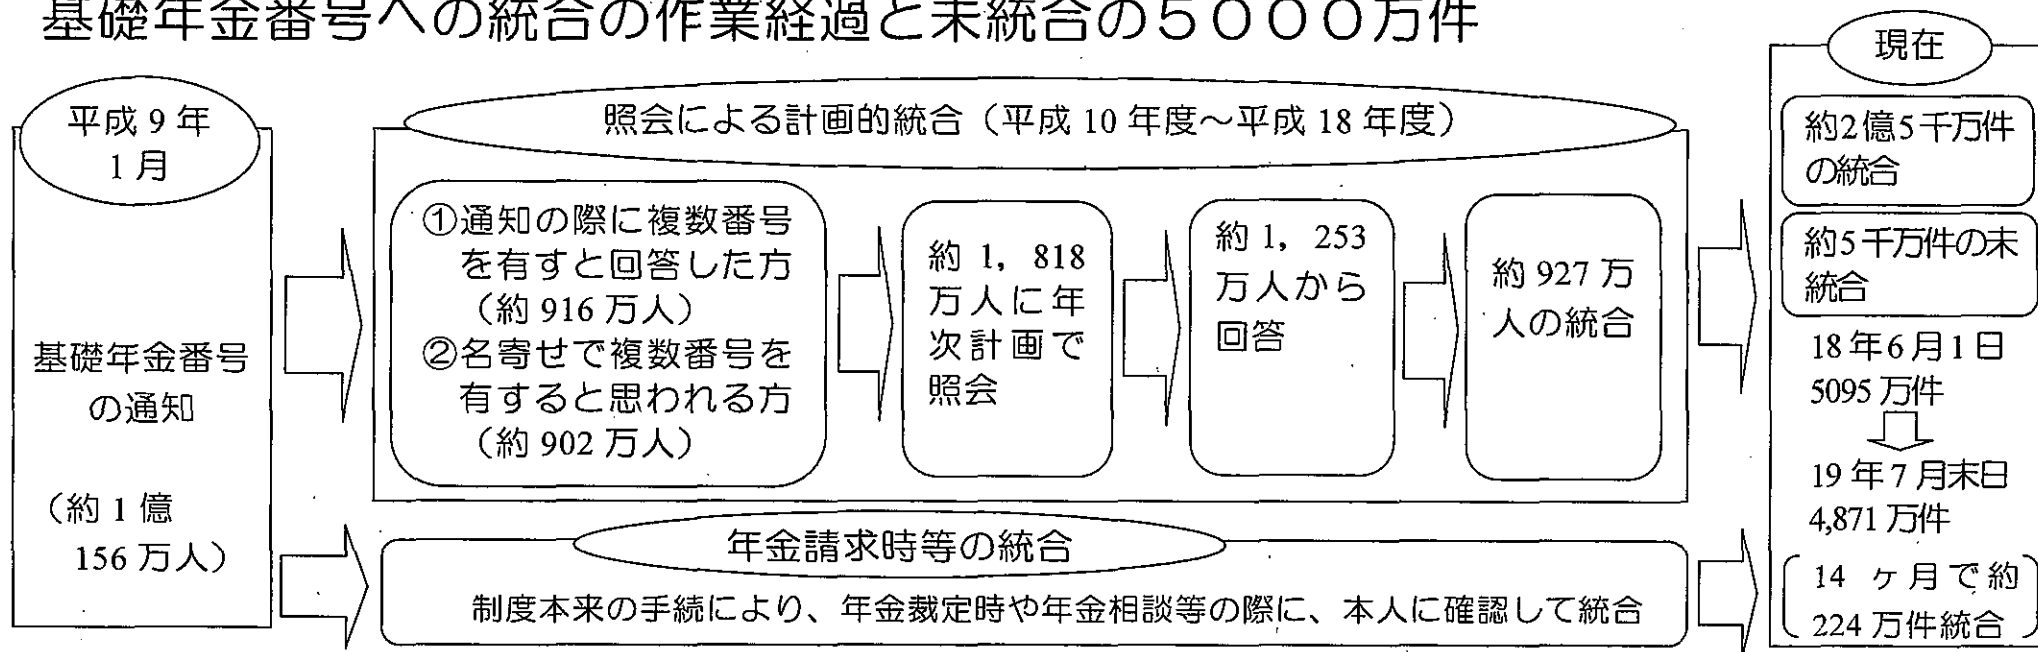 基礎年金番号への統合の作業経過と未統合の５０００万件
平成 9 年
1 月
基礎年金番号
の通知
（約 1 億
156 万人）
照会による計画的統合（平成 10 年度～平成 18 年度）
①通知の際に複数番号
を有すと回答した方
（約 916 万人）
②名寄せで複数番号を
有すると思われる方
（約 902 万人）
約 1，818
万人に年
次計画で
照会
約 1，253
万人から
回答
約 927 万
人の統合
年金請求時等の統合
制度本来の手続により、年金裁定時や年金相談等の際に、本人に確認して統合
現在
約2億5千万件
の統合
約5千万件の未
統合
18 年 6 月 1 日
5095 万件
19 年 7 月末日
4,871 万件
14 ヶ月で約
224 万件統合